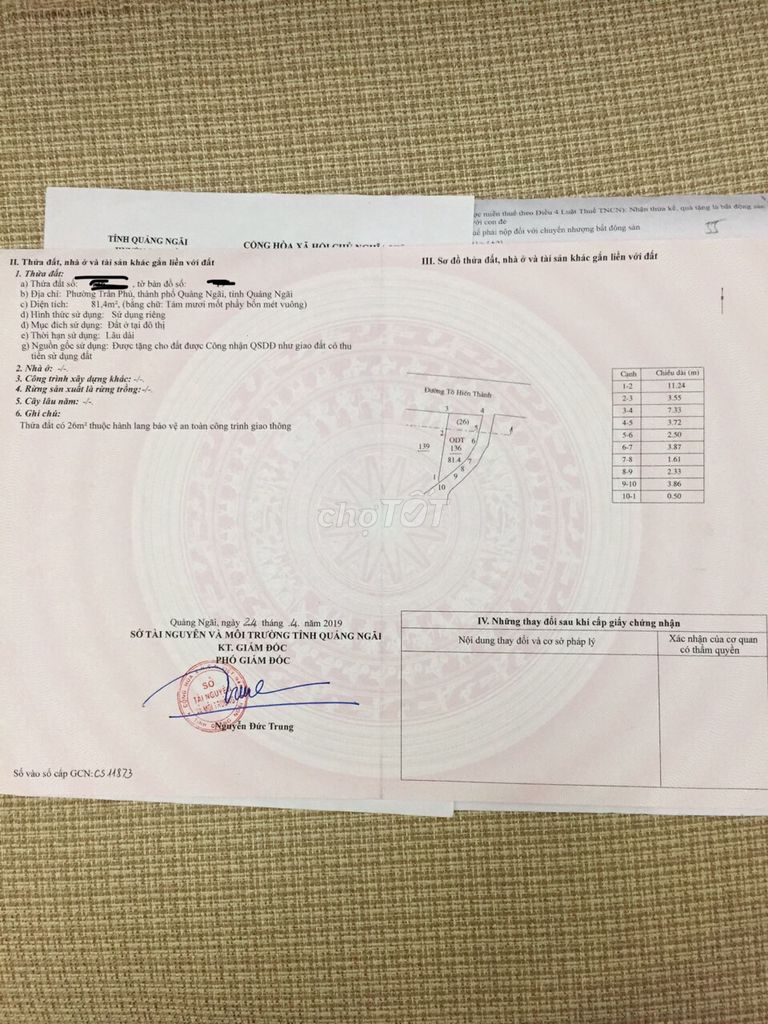 TỈNH QUẢNG NGÃI
CỘNG HÒA XÃ HỘI CHỦ NGHĨA
ợc miễn thuế theo Điều 4 Luật Thuế TNCN): Nhận thừa kế, quà tặng là bất động sản
với con đẻ
uế phải nộp đối với chuyển nhượng bất động sản
II. Thửa đất, nhà ở và tài sản khác gắn liền với đất
1. Thửa đất:
a) Thửa đất số: , tờ bản đồ số:
b) Địa chỉ: Phường Trần Phú, thành phố Quảng Ngãi, tỉnh Quảng Ngãi
c) Diện tích: 81.4m², (bằng chữ: Tám mươi mốt phẩy bốn mét vuông)
d) Hình thức sử dụng: Sử dụng riêng
đ) Mục đích sử dụng: Đất ở tại đô thị
e) Thời hạn sử dụng: Lâu dài
g) Nguồn gốc sử dụng: Được tặng cho đất được Công nhận QSDĐ như giao đất có thu
tiền sử dụng đất
2. Nhà ở: -/-.
3. Công trình xây dựng khác: -/-.
4. Rừng sản xuất là rừng trồng:-/-.
5. Cây lâu năm: -/-.
6. Ghi chú:
Thửa đất có 26m² thuộc hành lang bảo vệ an toàn công trình giao thông
Quảng Ngãi, ngày 24 tháng .4. năm 2019
SỞ TÀI NGUYÊN VÀ MÔI TRƯỜNG TỈNH QUẢNG NGÃI
KT. GIÁM ĐỐC
PHÓ GIÁM ĐỐC
SỞ
TÀI NGUYÊN
VÀ MÔI TRƯỜNG
Nguyễn Đức Trung
Số vào sổ cấp GCN: CS 11873
III. Sơ đồ thửa đất, nhà ở và tài sản khác gắn liền với đất
Đường Tô Hiến Thành
3 4
(26)
2 5
ODT 6
139 136
81.4 7
8
1 9
10
Cạnh Chiều dài (m)
1-2 11.24
2-3 3.55
3-4 7.33
4-5 3.72
5-6 2.50
6-7 3.87
7-8 1.61
8-9 2.33
9-10 3.86
10-1 0.50
chợTỐT
IV. Những thay đổi sau khi cấp giấy chứng nhận
Nội dung thay đổi và cơ sở pháp lý
Xác nhận của cơ quan
có thẩm quyền